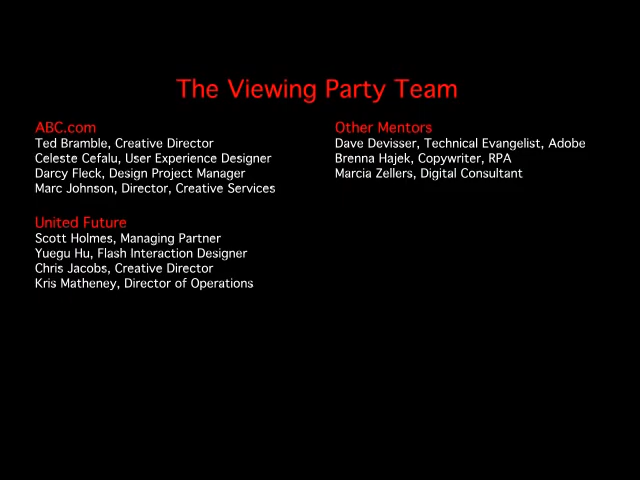 The Viewing Party Team
ABC.com
Ted Bramble, Creative Director
Celeste Cefalu, User Experience Designer
Darcy Fleck, Design Project Manager
Marc Johnson, Director, Creative Services
United Future
Scott Holmes, Managing Partner
Yuegu Hu, Flash Interaction Designer
Chris Jacobs, Creative Director
Kris Matheney, Director of Operations
Other Mentors
Dave Devisser, Technical Evangelist, Adobe
Brenna Hajek, Copywriter, RPA
Marcia Zellers, Digital Consultant